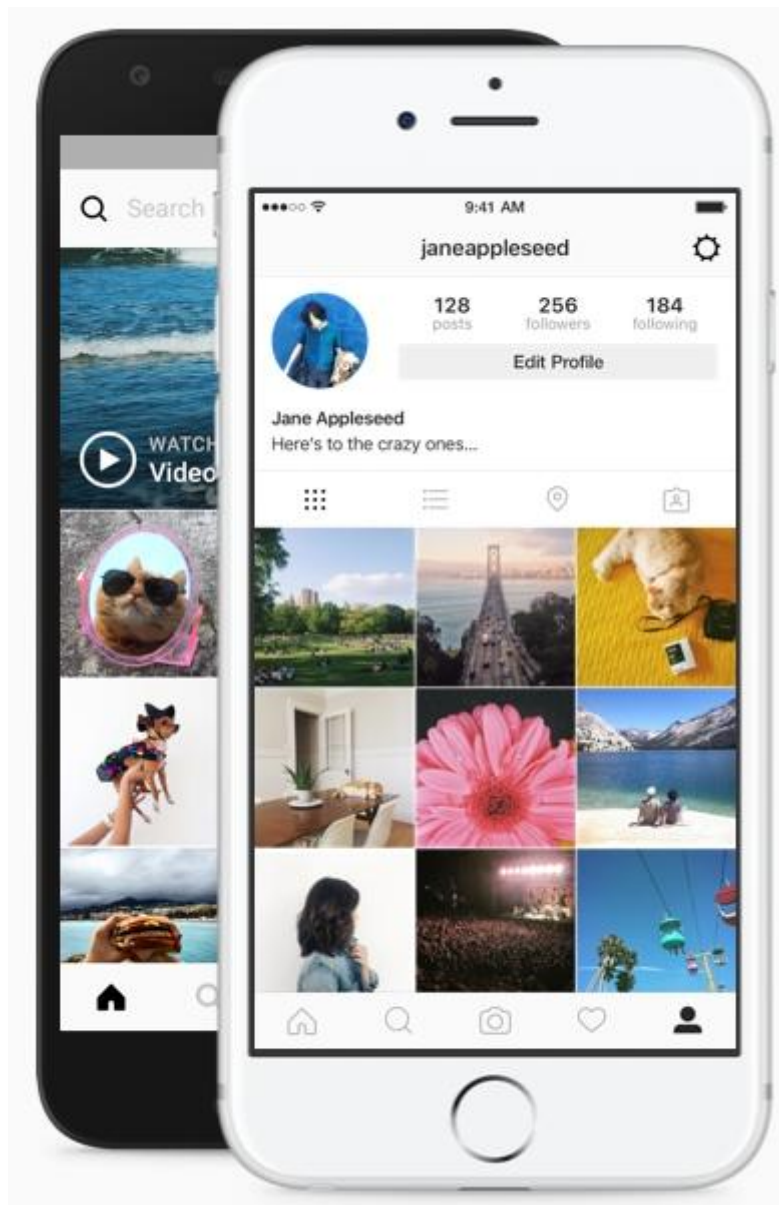 Search
WATCH
Video
9:41 AM
janeappleseed
128 256 184
posts followers following
Edit Profile
Jane Appleseed
Here's to the crazy ones...